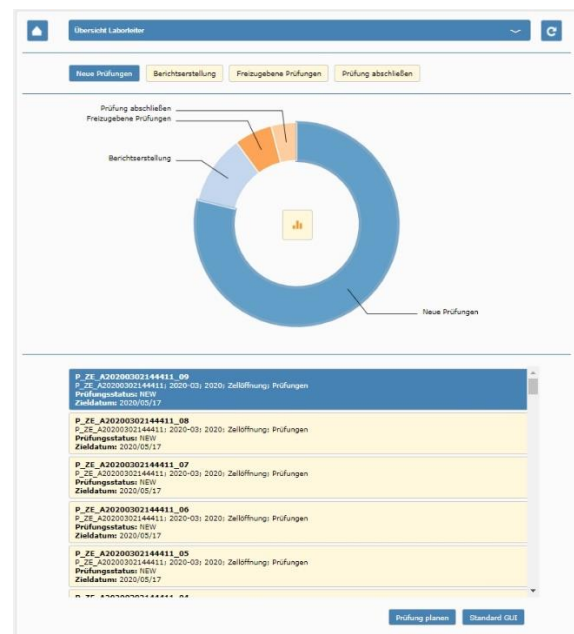 Übersicht Laborleiter
Neue Prüfungen Berichtserstellung Freizugebene Prüfungen Prüfung abschließen
Prüfung abschließen
Freizugebene Prüfungen
Berichtserstellung
Neue Prüfungen
P_ZE_A20200302144411_09
P_ZE_A20200302144411; 2020-03; 2020; Zellöffnung; Prüfungen
Prüfungsstatus: NEW
Zieldatum: 2020/05/17
P_ZE_A20200302144411_08
P_ZE_A20200302144411; 2020-03; 2020; Zellöffnung; Prüfungen
Prüfungsstatus: NEW
Zieldatum: 2020/05/17
P_ZE_A20200302144411_07
P_ZE_A20200302144411; 2020-03; 2020; Zellöffnung; Prüfungen
Prüfungsstatus: NEW
Zieldatum: 2020/05/17
P_ZE_A20200302144411_06
P_ZE_A20200302144411; 2020-03; 2020; Zellöffnung; Prüfungen
Prüfungsstatus: NEW
Zieldatum: 2020/05/17
P_ZE_A20200302144411_05
P_ZE_A20200302144411; 2020-03; 2020; Zellöffnung; Prüfungen
Prüfungsstatus: NEW
Zieldatum: 2020/05/17
Prüfung planen Standard GUI